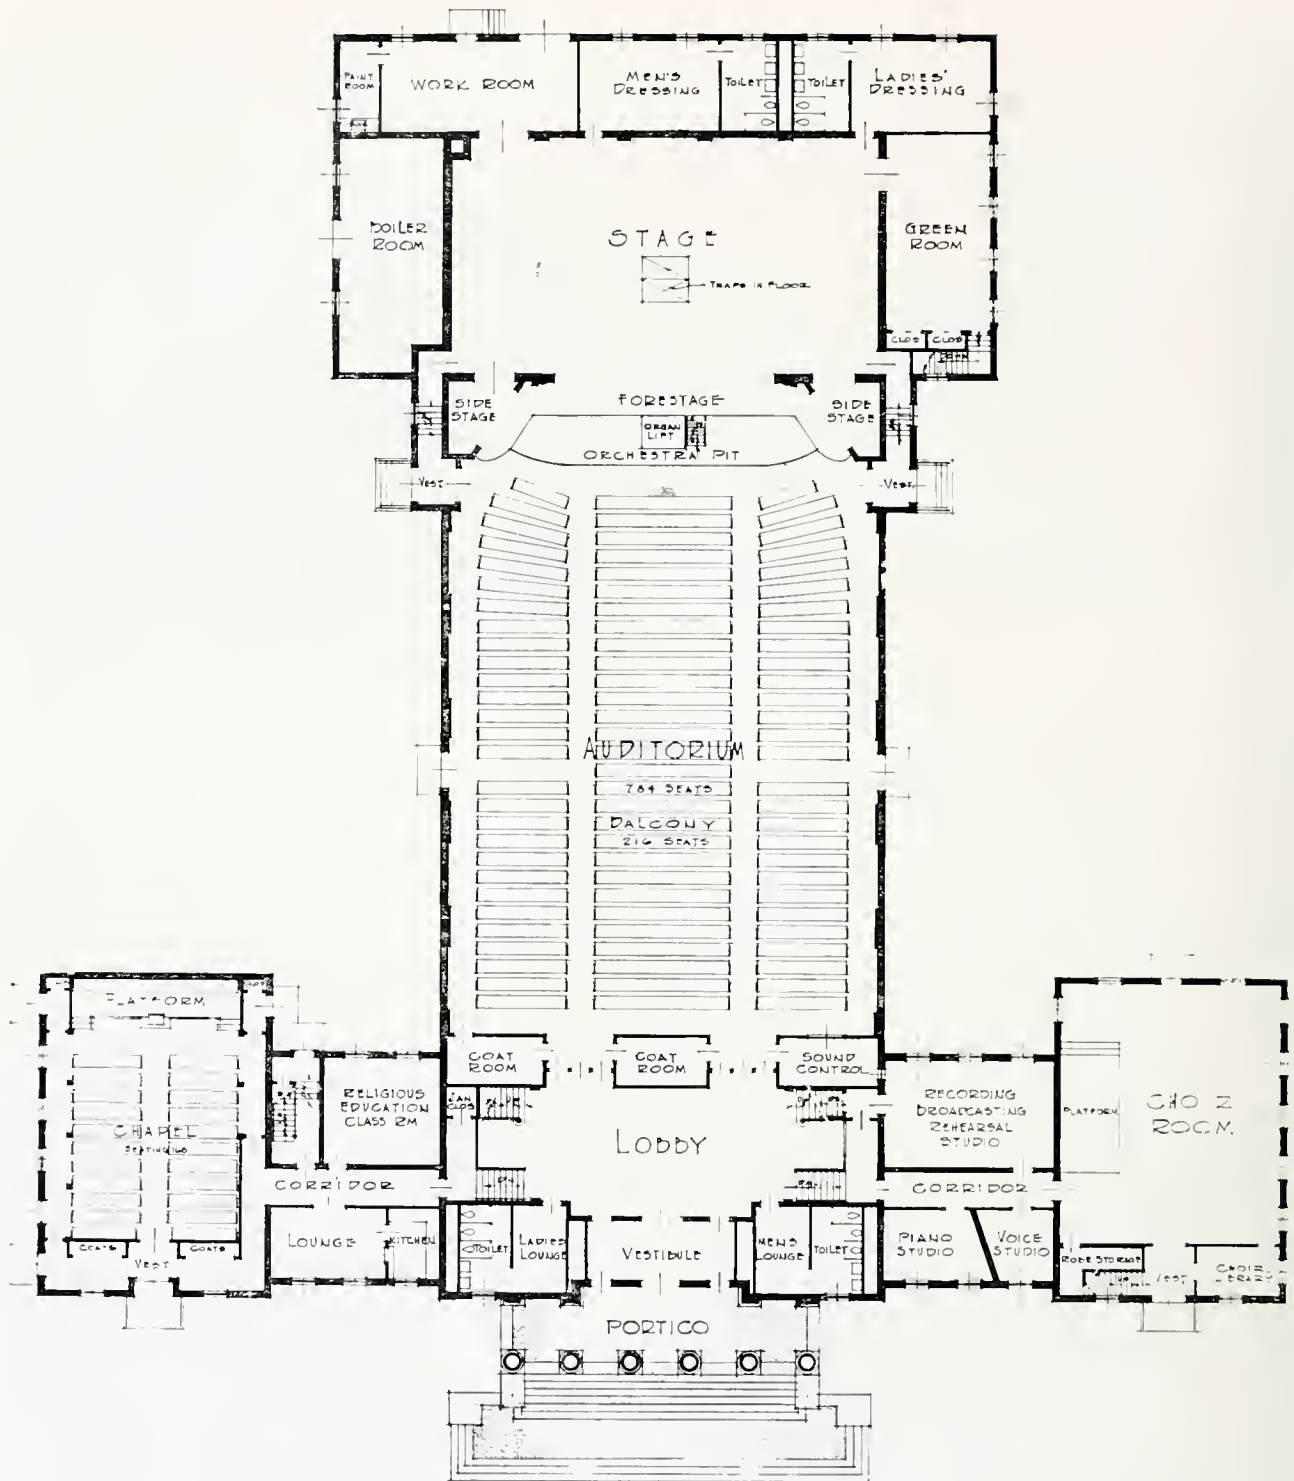 PAINT
ROOM
WORK ROOM
MEN'S
DRESSING
TOILET
TOILET
LADIES'
DRESSING
BOILER
ROOM
STAGE
TRAPS IN FLOOR
GREEN
ROOM
CLOS
CLOS
SIDE
STAGE
FORESTAGE
SIDE
STAGE
ORGAN
LIFT
ORCHESTRA PIT
VEST
VEST
AUDITORIUM
784 SEATS
BALCONY
216 SEATS
PLATFORM
COAT
ROOM
COAT
ROOM
SOUND
CONTROL
JAN
CLOS
RELIGIOUS
EDUCATION
CLASS RM
RECORDING
BROADCASTING
REHEARSAL
STUDIO
PLATFORM
CHOIR
ROOM
CHAPEL
SEATING 160
LOBBY
CORRIDOR
CORRIDOR
COATS
COATS
VEST
LOUNGE
KITCHEN
TOILET
LADIES'
LOUNGE
VESTIBULE
MEN'S
LOUNGE
TOILET
PIANO
STUDIO
VOICE
STUDIO
ROBE STORAGE
VEST
CHOIR
LIBRARY
PORTICO